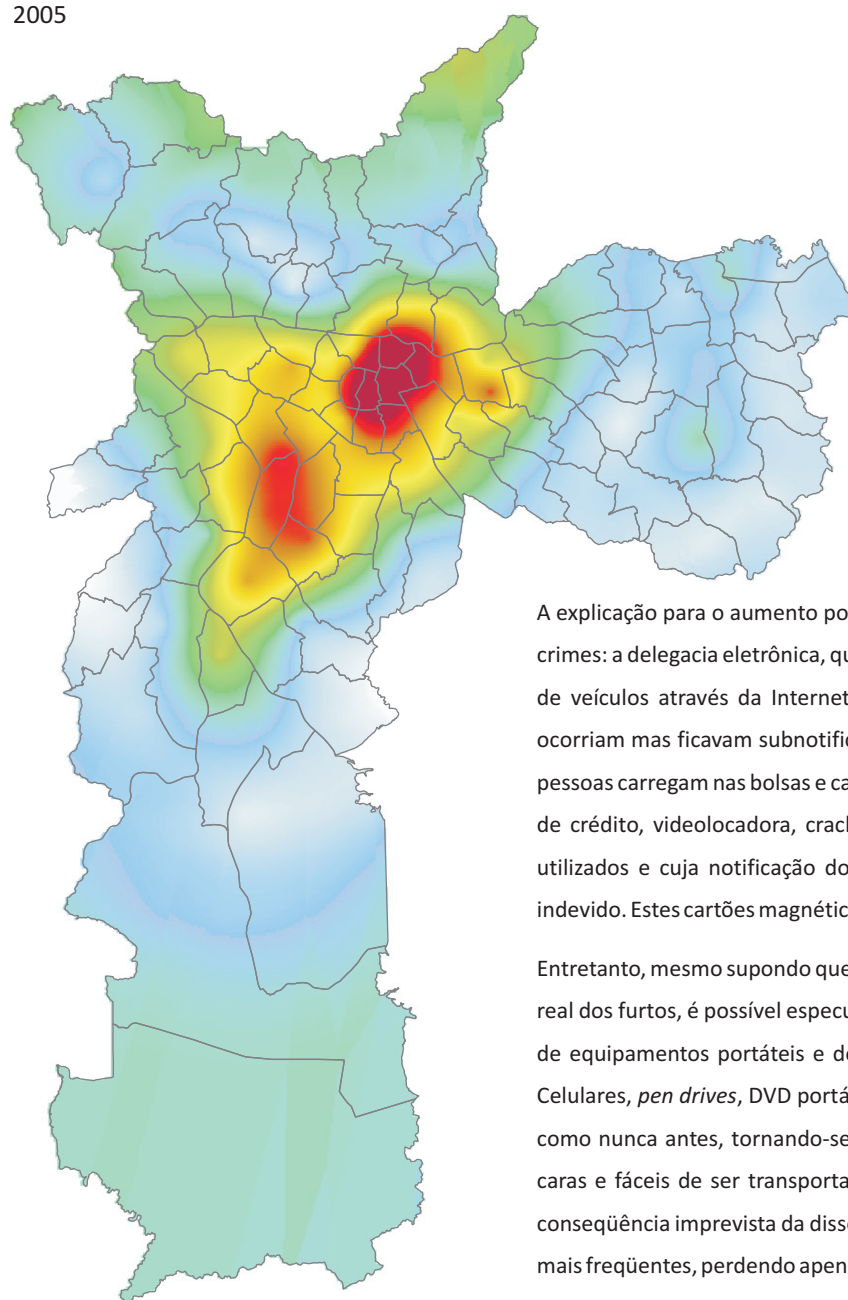 2005
A explicação para o aumento po
crimes: a delegacia eletrônica, qu
de veículos através da Internet
ocorriam mas ficavam subnotific
pessoas carregam nas bolsas e ca
de crédito, videolocadora, crach
utilizados e cuja notificação do
indevido. Estes cartões magnétic
Entretanto, mesmo supondo que
real dos furtos, é possível especu
de equipamentos portáteis e de
Celulares, pen drives, DVD portá
como nunca antes, tornando-se
caras e fáceis de ser transporta
conseqüência imprevista da disse
mais freqüentes, perdendo apen